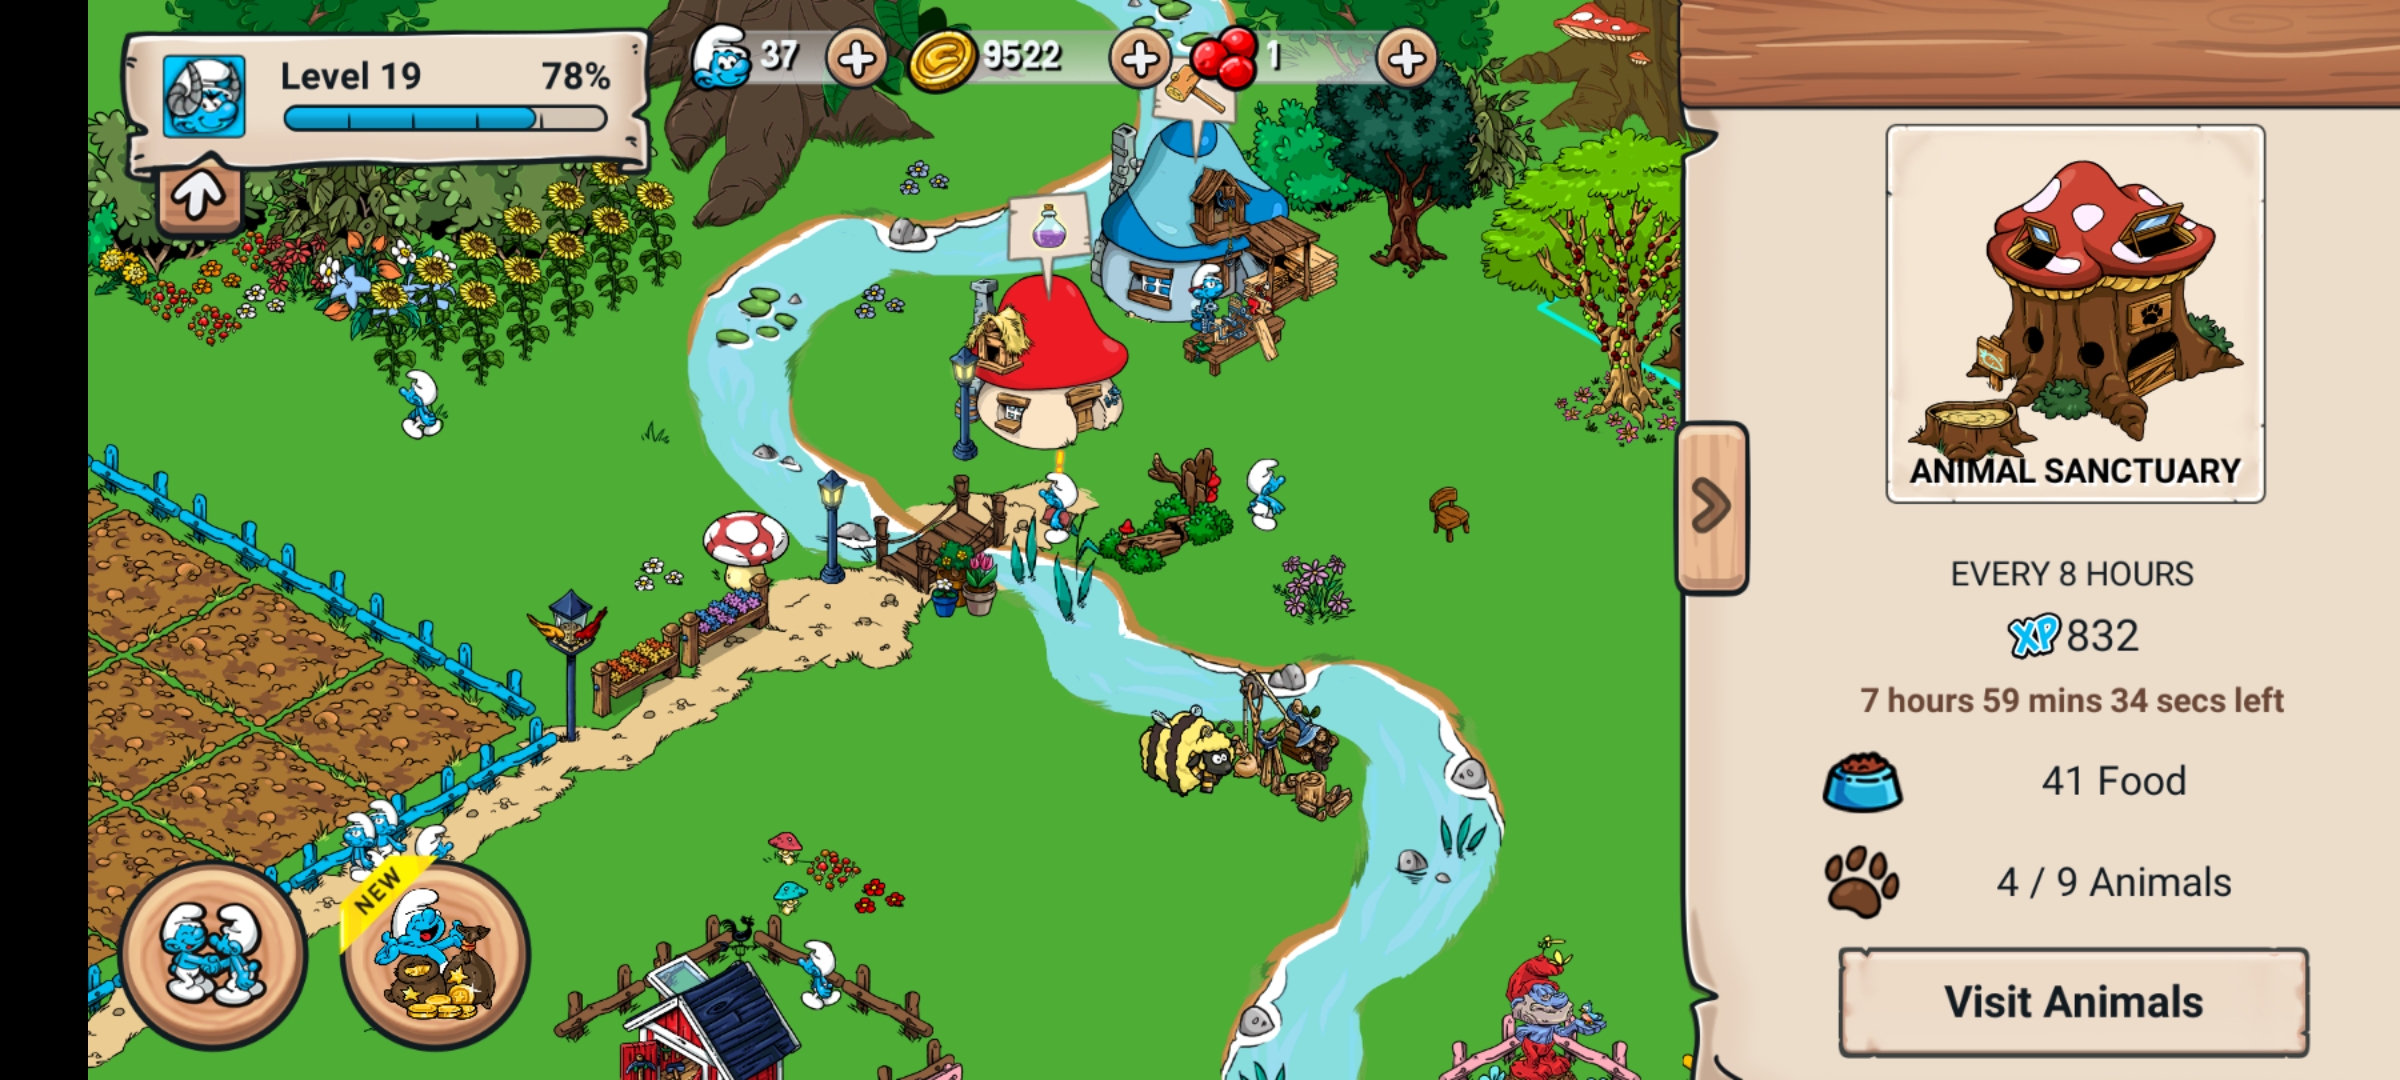 Level 19 78%
37
9522
1
ANIMAL SANCTUARY
EVERY 8 HOURS
XP 832
7 hours 59 mins 34 secs left
41 Food
4 / 9 Animals
Visit Animals
NEW